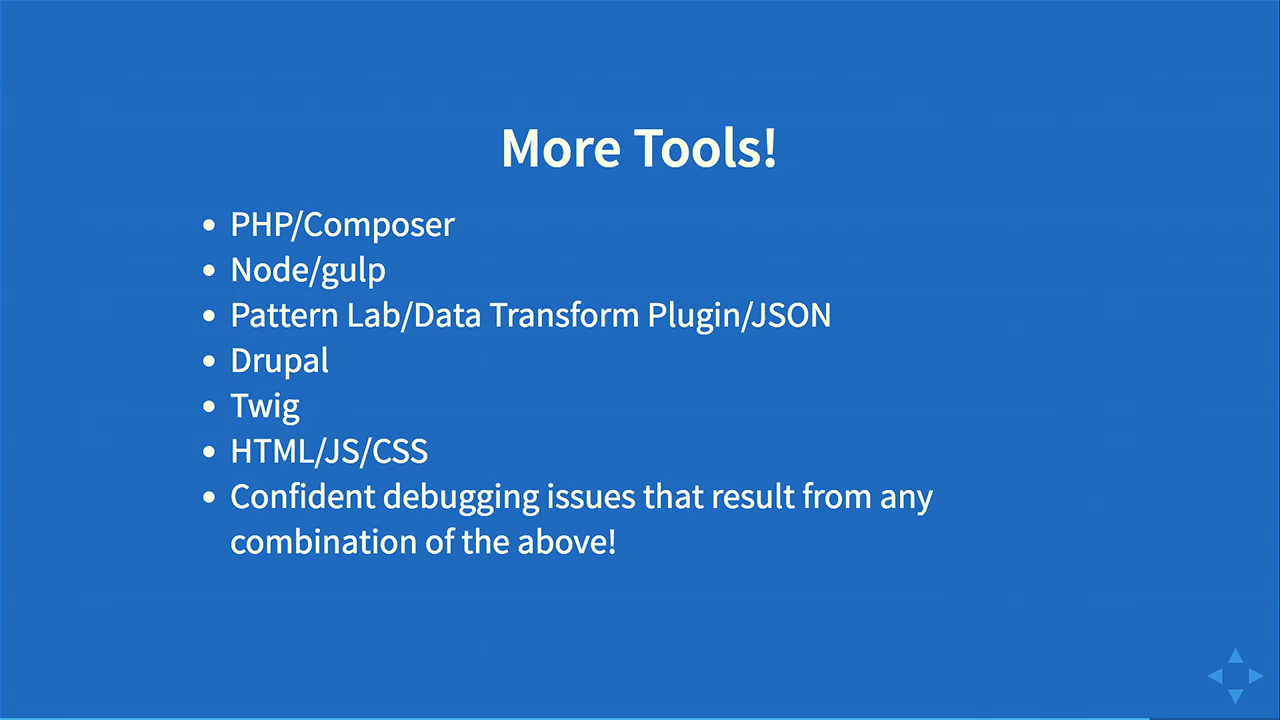 More Tools!
• PHP/Composer
• Node/gulp
• Pattern Lab/Data Transform Plugin/JSON
• Drupal
• Twig
• HTML/JS/CSS
• Confident debugging issues that result from any
combination of the above!